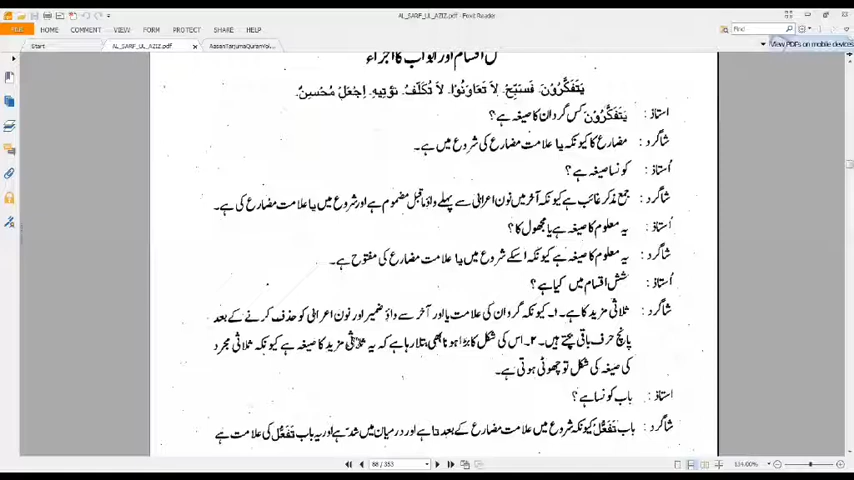 AL_SARF_UL_AZIZ.pdf - Foxit Reader
FILE HOME COMMENT VIEW FORM PROTECT SHARE HELP
Find
Start AL_SARF_UL_AZIZ.pdf
View PDFs on mobile devices
اقسام اور ابواب کا اجراء
يَتَفَكَّرُوْنَ. فَسَبِّحْ. لَا تَعَاوَنُوْا. لَا تُكَلَّفُ. نُؤْتِيْهِ. اِجْعَلْ. مُحْسِنٌ.
استاذ : يَتَفَكَّرُوْنَ کس گردان کا صیغہ ہے؟
شاگرد : مضارع کا کیونکہ یا علامت مضارع کی شروع میں ہے۔
اُستاذ : کونسا صیغہ ہے؟
شاگرد : جمع مذکر غائب ہے کیونکہ آخر میں نون اعرابی سے پہلے واؤ ماقبل مضموم ہے اور شروع میں یا علامت مضارع کی ہے۔
اُستاذ : یہ معلوم کا صیغہ ہے یا مجھول کا؟
شاگرد : یہ معلوم کا صیغہ ہے کیونکہ اسکے شروع میں یا علامت مضارع کی مفتوح ہے۔
اُستاذ : شش اقسام میں کیا ہے؟
شاگرد : ثلاثی مزید کا ہے۔ ۱۔ کیونکہ گردان کی علامت یا اور آخر سے واؤ ضمیر اور نون اعرابی کو حذف کرنے کے بعد
پانچ حرف باقی بچتے ہیں۔ ۲۔ اس کی شکل کا بڑا ہونا بھی بتلا رہا ہے کہ یہ ثلاثی مزید کا صیغہ ہے کیونکہ ثلاثی مجرد
کی صیغہ کی شکل تو چھوٹی ہوتی ہے۔
استاذ : باب کونسا ہے؟
شاگرد : باب تَفَعُّلْ کیونکہ شروع میں علامت مضارع کے بعد تا ہے اور درمیان میں شد ہے اور یہ باب تَفَعُّلْ کی علامت ہے
88 / 353